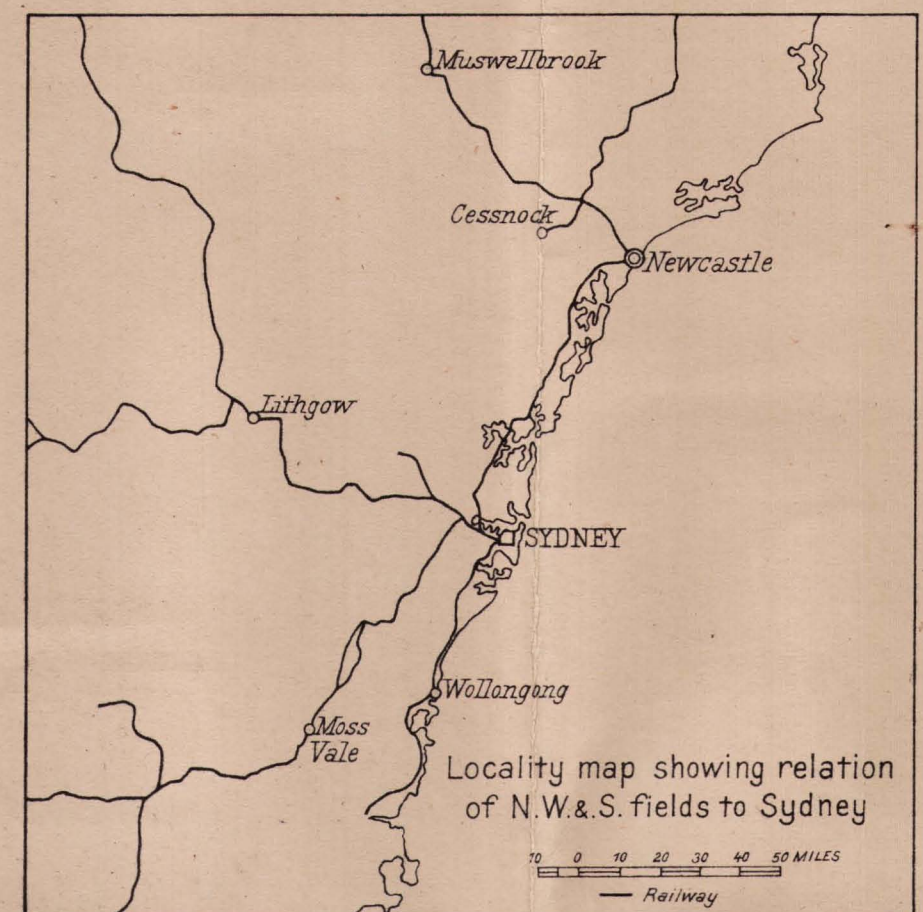 Muswellbrook
Cessnock
Newcastle
Lithgow
SYDNEY
Wollongong
Moss
Vale
Locality map showing relation
of N.W.&.S. fields to Sydney
10 0 10 20 30 40 50 MILES
Railway